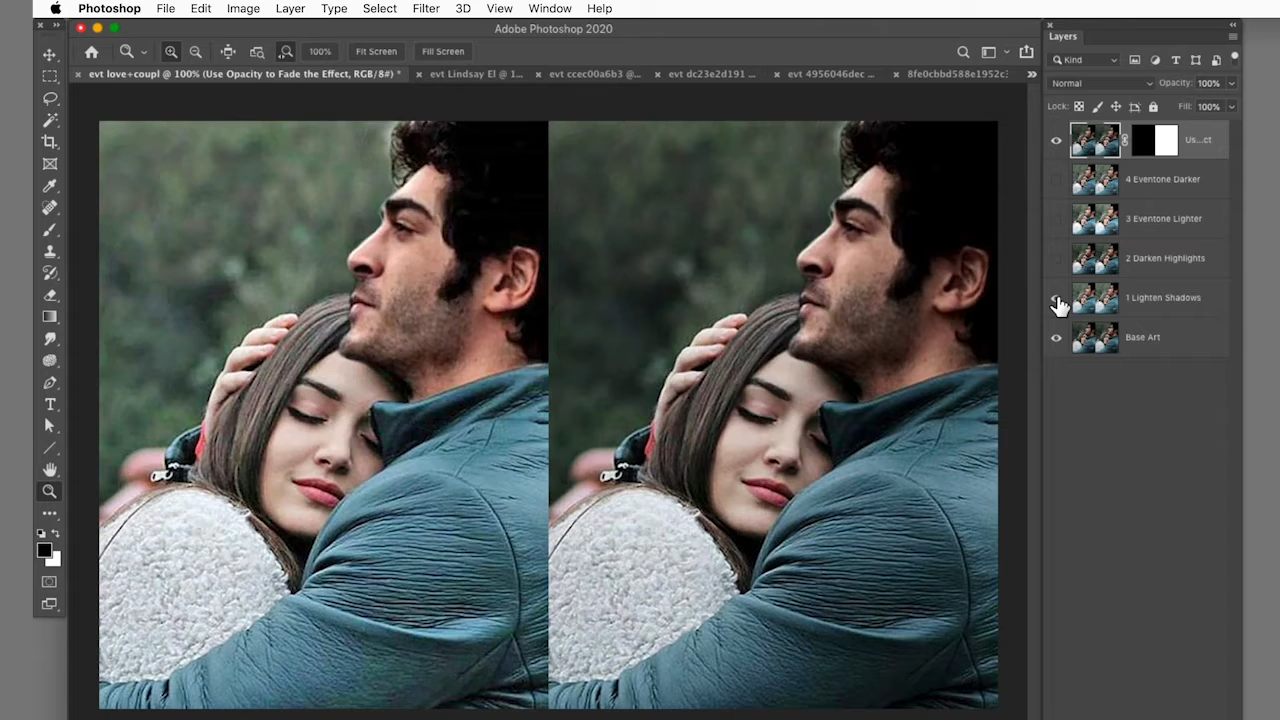 Photoshop File Edit Image Layer Type Select Filter 3D View Window Help
Adobe Photoshop 2020
100% Fit Screen Fill Screen
evt love+coupl @ 100% (Use Opacity to Fade the Effect, RGB/8#) * evt Lindsay El @ 1... evt ccec00a6b3 @... evt dc23e2d191 ... evt 4956046dec ... 8fe0cbbd588e1952c:
Layers
Kind
Normal Opacity: 100%
Lock: Fill: 100%
Us...ct
4 Eventone Darker
3 Eventone Lighter
2 Darken Highlights
1 Lighten Shadows
Base Art